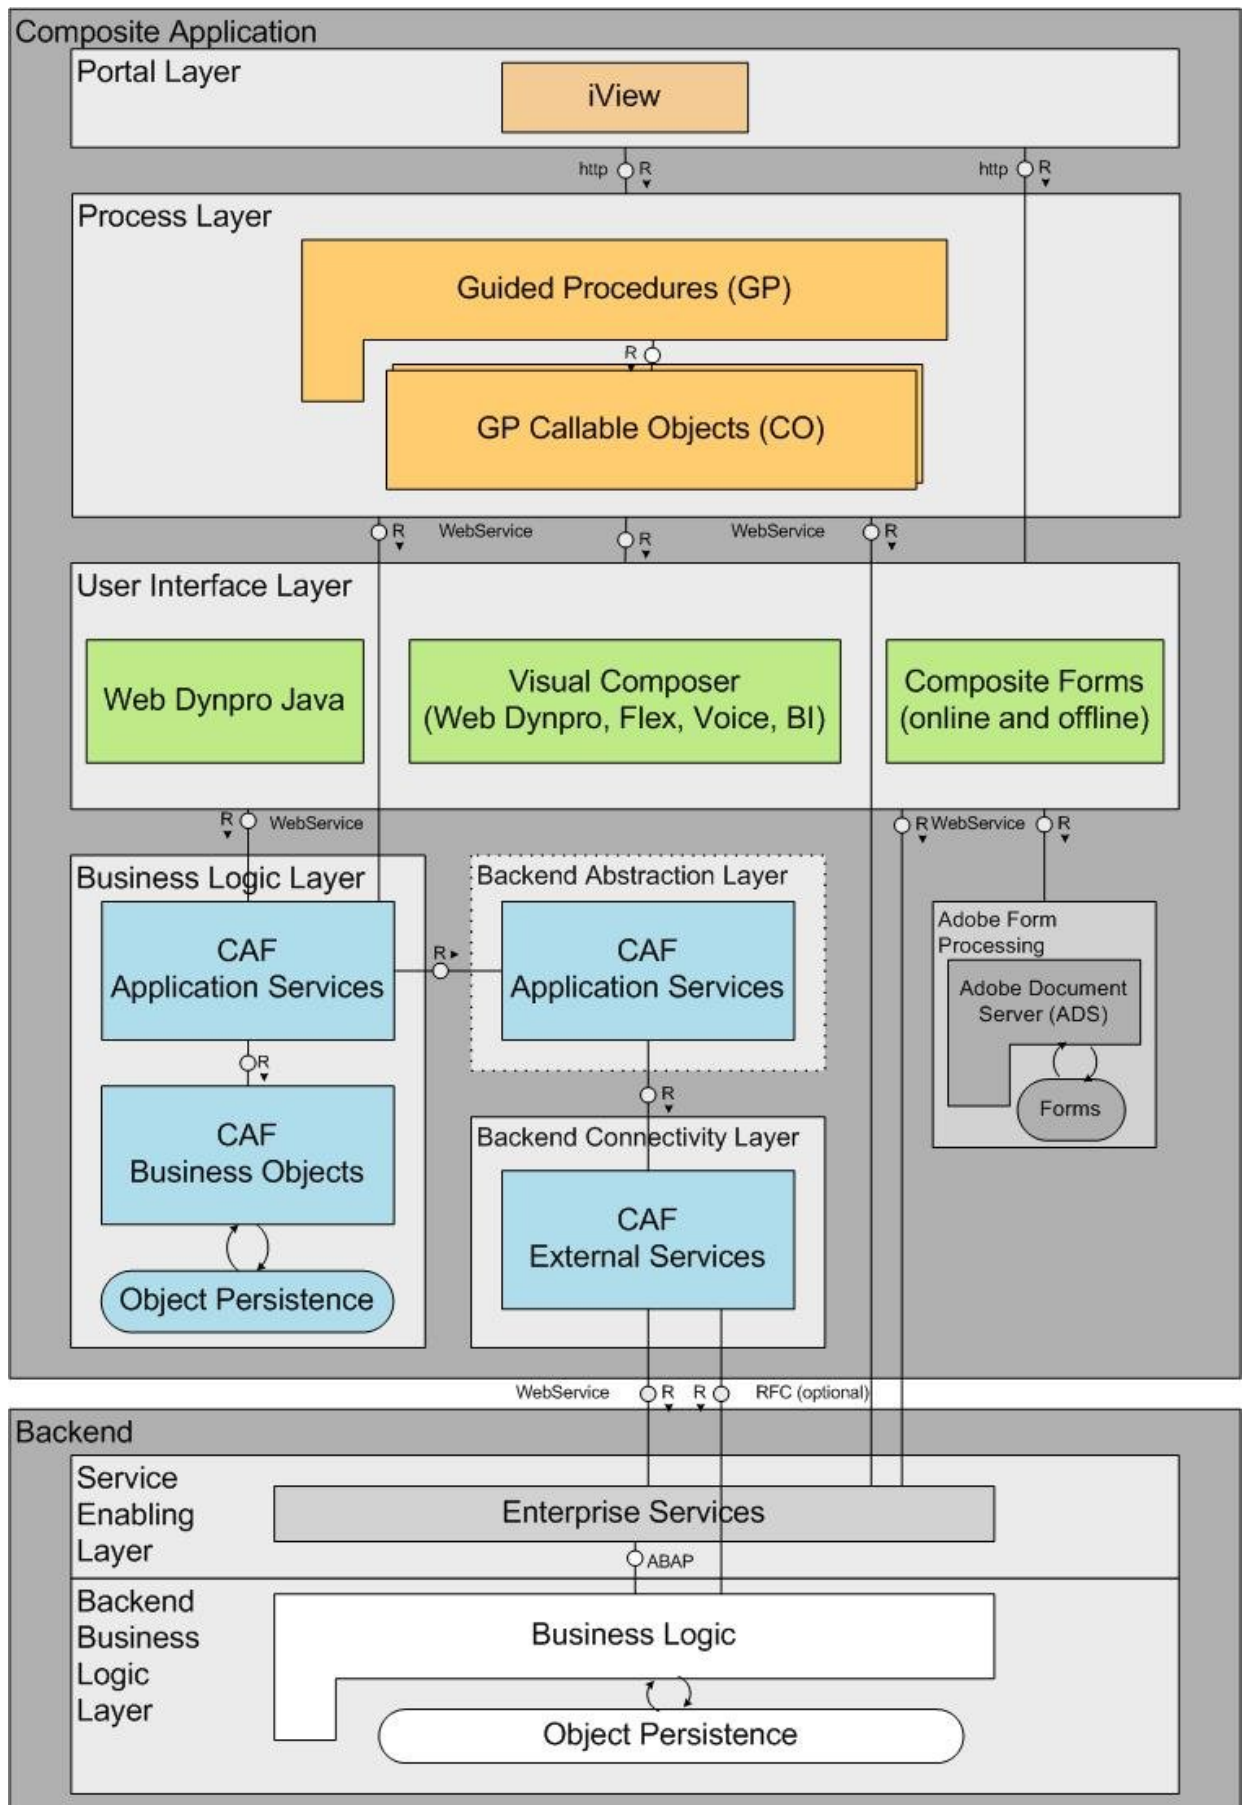 Composite Application
Portal Layer
iView
http
R
http
R
Process Layer
Guided Procedures (GP)
R
GP Callable Objects (CO)
R
WebService
R
WebService
R
User Interface Layer
Web Dynpro Java
Visual Composer
(Web Dynpro, Flex, Voice, BI)
Composite Forms
(online and offline)
R
WebService
R
WebService
R
Business Logic Layer
CAF
Application Services
R
Backend Abstraction Layer
CAF
Application Services
Adobe Form
Processing
Adobe Document
Server (ADS)
Forms
R
CAF
Business Objects
Object Persistence
R
Backend Connectivity Layer
CAF
External Services
WebService
R
R
RFC (optional)
Backend
Service
Enabling
Layer
Enterprise Services
ABAP
Backend
Business
Logic
Layer
Business Logic
Object Persistence